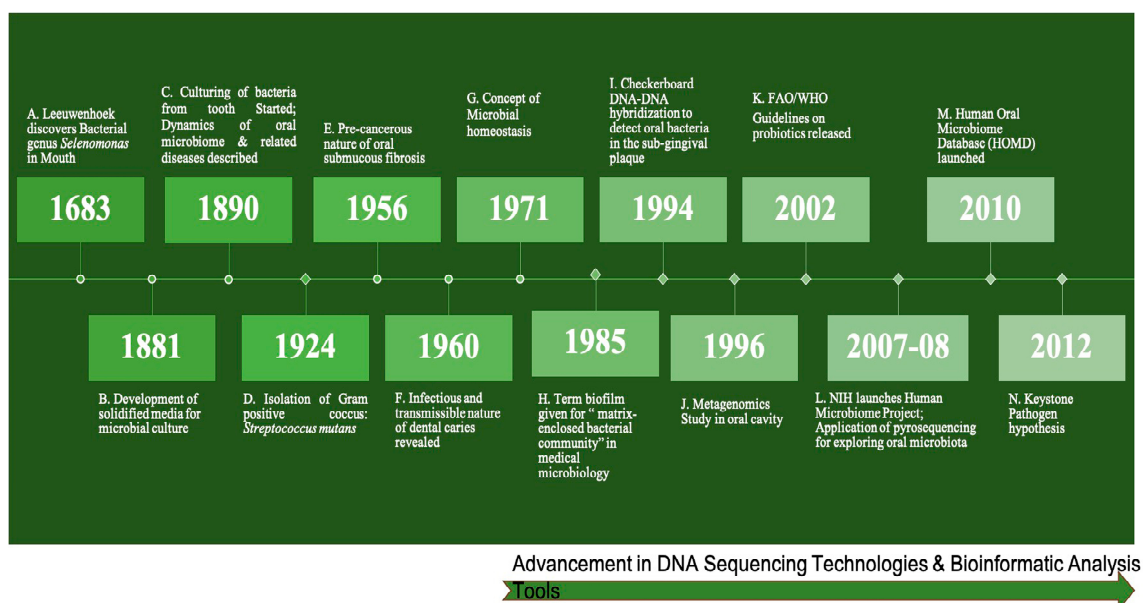 A. Leeuwenhoek
discovers Bacterial
genus Selenomonas
in Mouth
1683
C. Culturing of bacteria
from tooth Started;
Dynamics of oral
microbiome & related
diseases described
1890
E. Pre-cancerous
nature of oral
submucous fibrosis
1956
G. Concept of
Microbial
homeostasis
1971
I. Checkerboard
DNA-DNA
hybridization to
detect oral bacteria
in the sub-gingival
plaque
1994
K. FAO/WHO
Guidelines on
probiotics released
2002
M. Human Oral
Microbiome
Database (HOMD)
launched
2010
1881
B. Development of
solidified media for
microbial culture
1924
D. Isolation of Gram
positive coccus:
Streptococcus mutans
1960
F. Infectious and
transmissible nature
of dental caries
revealed
1985
H. Term biofilm
given for “ matrix-
enclosed bacterial
community” in
medical
microbiology
1996
J. Metagenomics
Study in oral cavity
2007-08
L. NIH launches Human
Microbiome Project;
Application of pyrosequencing
for exploring oral microbiota
2012
N. Keystone
Pathogen
hypothesis
Advancement in DNA Sequencing Technologies & Bioinformatic Analysis
Tools